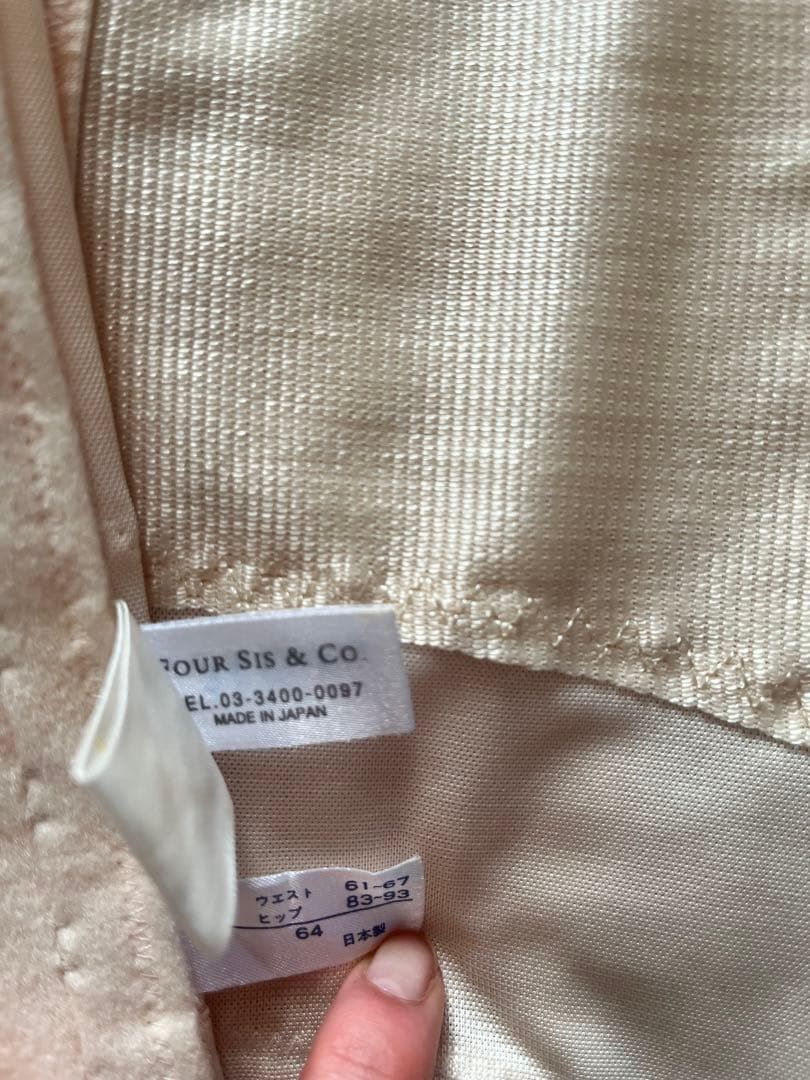 FOUR SIS & CO.
EL.03-3400-0097
MADE IN JAPAN
ウエスト 61~67
ヒップ 83~93
64 日本製